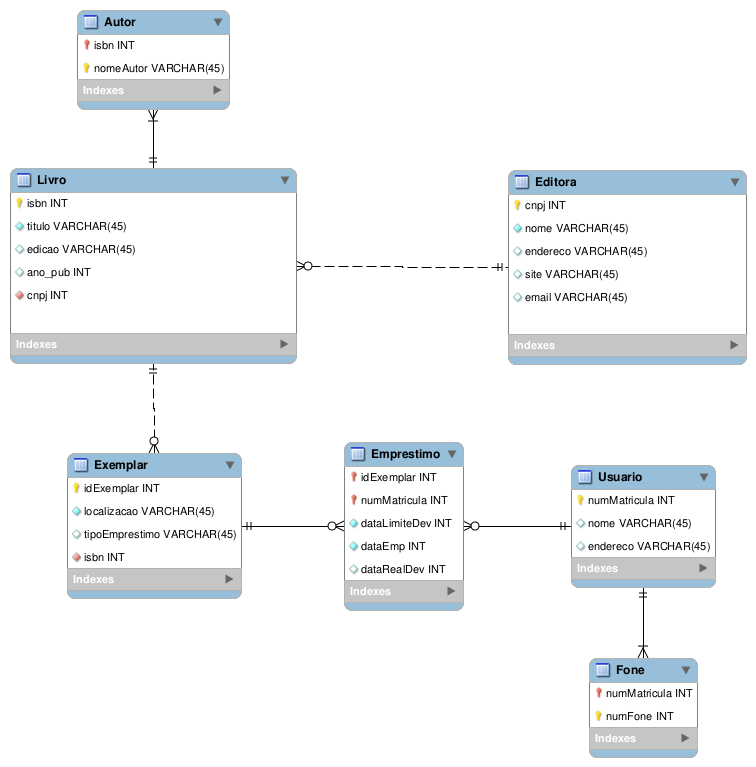 Autor
isbn INT
nomeAutor VARCHAR(45)
Indexes
Livro
isbn INT
titulo VARCHAR(45)
edicao VARCHAR(45)
ano_pub INT
cnpj INT
Indexes
Editora
cnpj INT
nome VARCHAR(45)
endereco VARCHAR(45)
site VARCHAR(45)
email VARCHAR(45)
Indexes
Exemplar
idExemplar INT
localizacao VARCHAR(45)
tipoEmprestimo VARCHAR(45)
isbn INT
Indexes
Emprestimo
idExemplar INT
numMatricula INT
dataLimiteDev INT
dataEmp INT
dataRealDev INT
Indexes
Usuario
numMatricula INT
nome VARCHAR(45)
endereco VARCHAR(45)
Indexes
Fone
numMatricula INT
numFone INT
Indexes